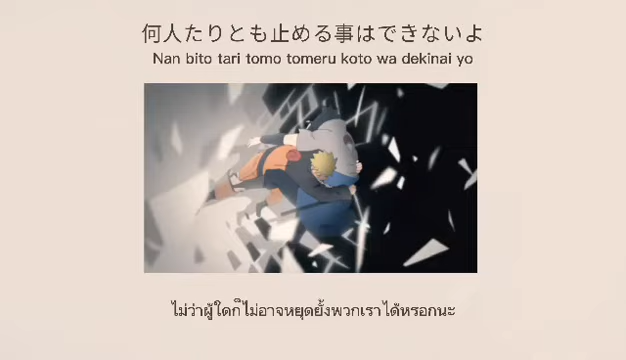 何人たりとも止める事はできないよ
Nan bito tari tomo tomeru koto wa dekinai yo
ไม่ว่าผู้ใดก็ไม่อาจหยุดยั้งพวกเราได้หรอกนะ